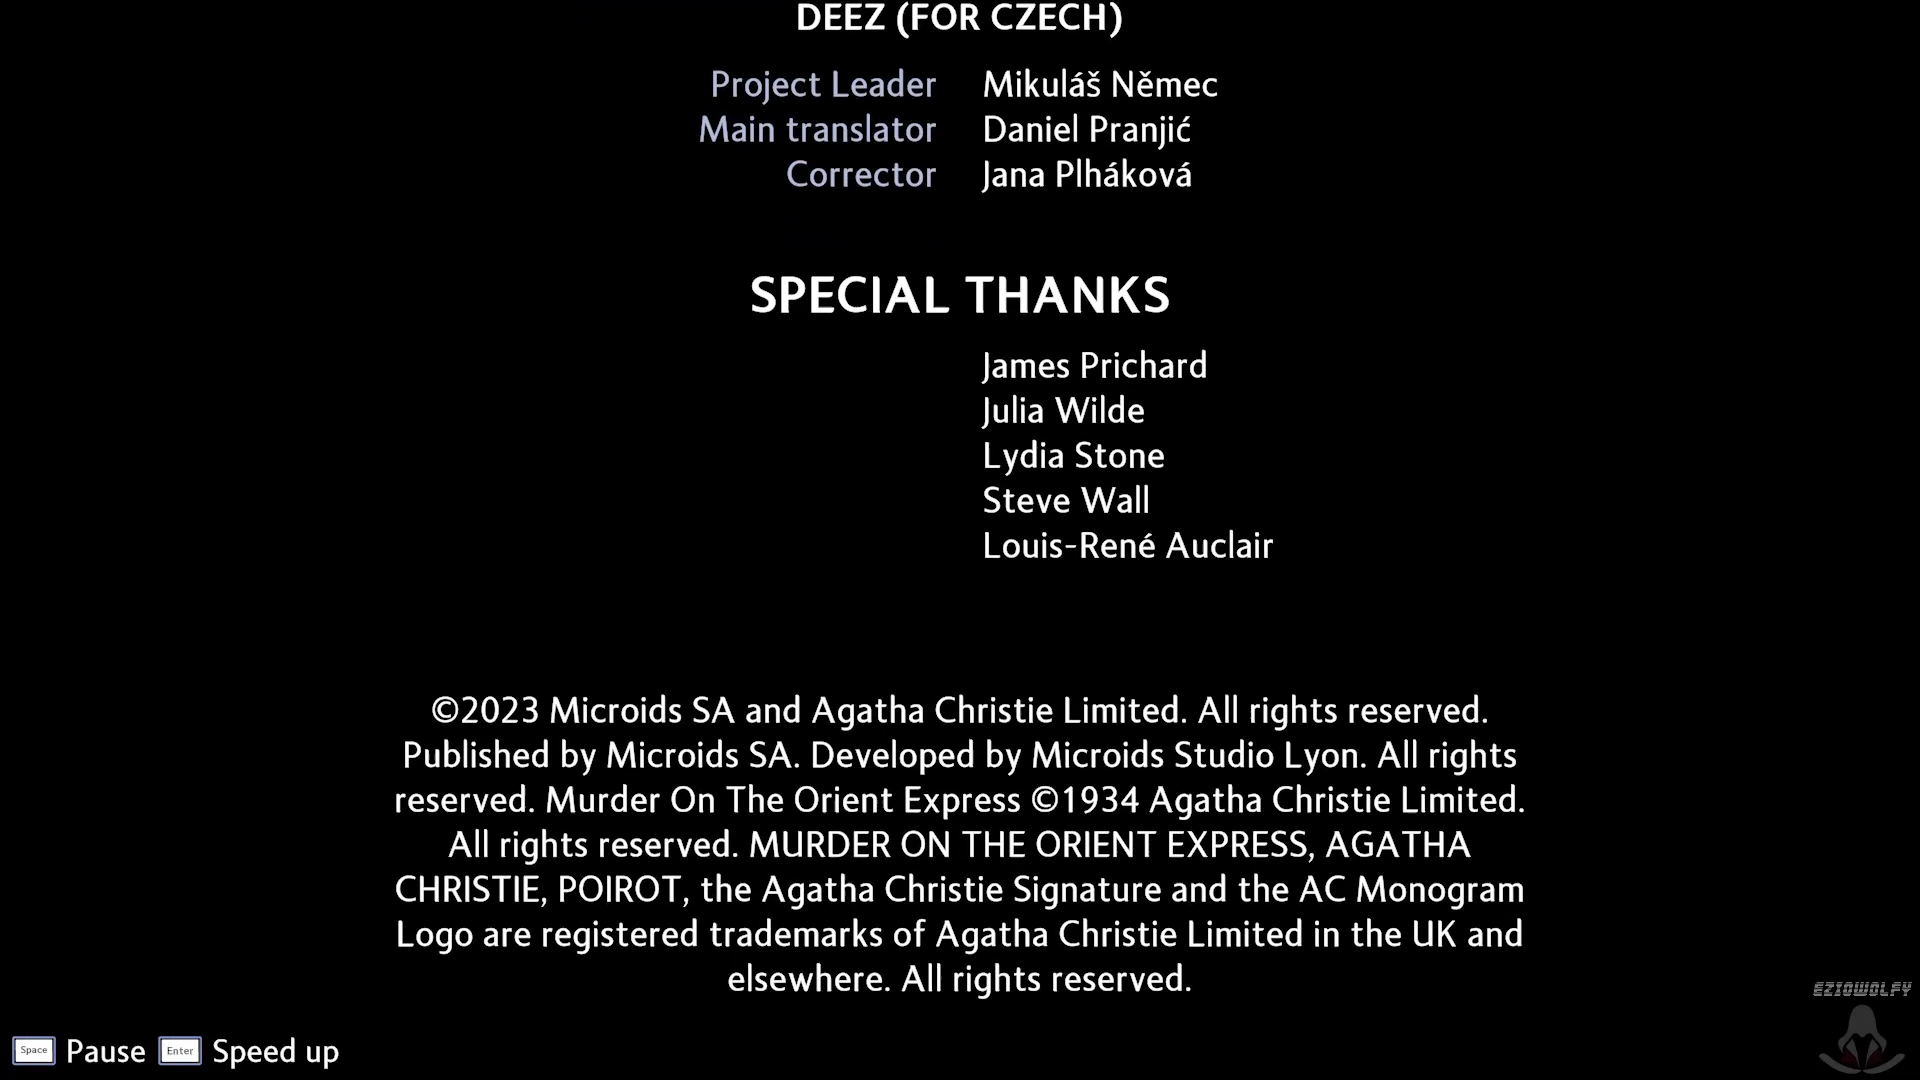 DEEZ (FOR CZECH)
Project Leader Mikuláš Němec
Main translator Daniel Pranjić
Corrector Jana Plháková
SPECIAL THANKS
James Prichard
Julia Wilde
Lydia Stone
Steve Wall
Louis-René Auclair
©2023 Microids SA and Agatha Christie Limited. All rights reserved.
Published by Microids SA. Developed by Microids Studio Lyon. All rights
reserved. Murder On The Orient Express ©1934 Agatha Christie Limited.
All rights reserved. MURDER ON THE ORIENT EXPRESS, AGATHA
CHRISTIE, POIROT, the Agatha Christie Signature and the AC Monogram
Logo are registered trademarks of Agatha Christie Limited in the UK and
elsewhere. All rights reserved.
EZIOWOLFY
Space Pause Enter Speed up